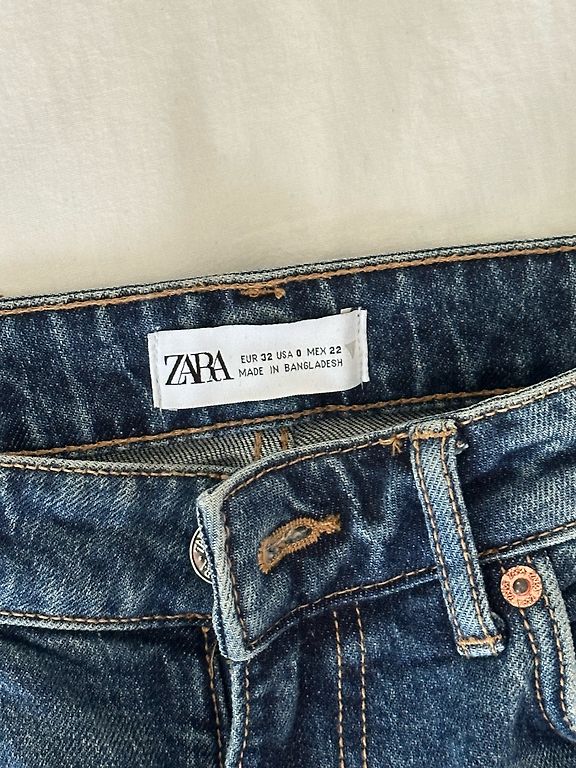 ZARA
EUR 32 USA 0 MEX 22
MADE IN BANGLADESH